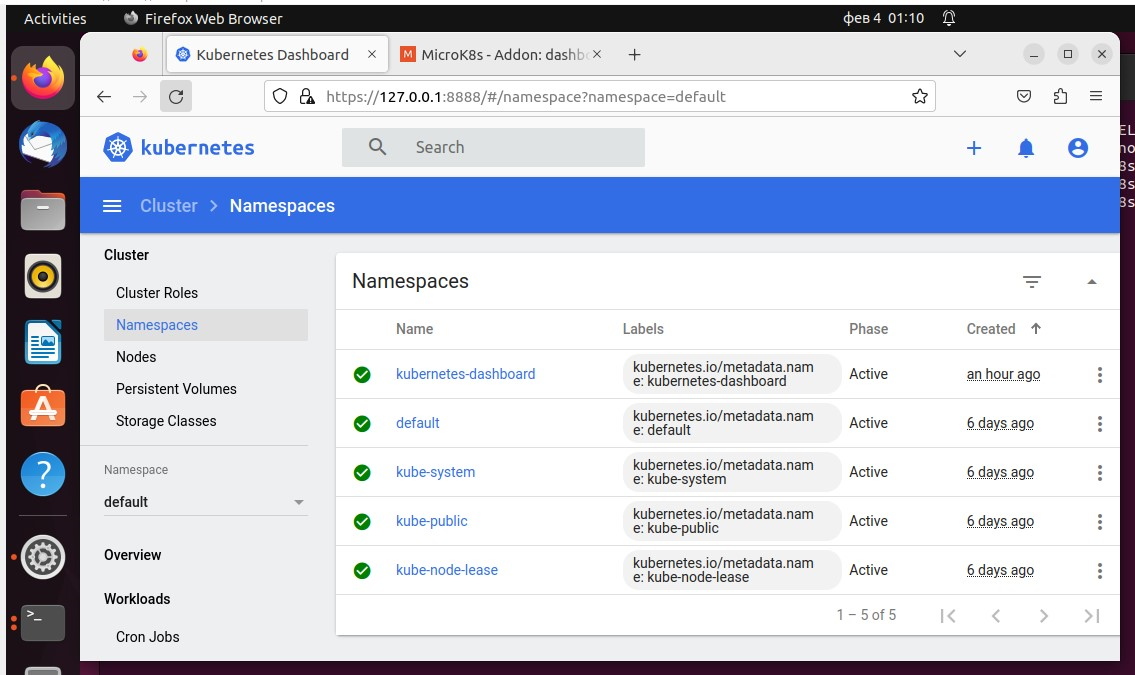 Activities
Firefox Web Browser
фев 4 01:10
Kubernetes Dashboard
MicroK8s - Addon: dashb
https://127.0.0.1:8888/#/namespace?namespace=default
kubernetes
Search
Cluster
Namespaces
Cluster
Cluster Roles
Namespaces
Nodes
Persistent Volumes
Storage Classes
Namespace
default
Overview
Workloads
Cron Jobs
Namespaces
Name Labels Phase Created
kubernetes-dashboard
kubernetes.io/metadata.nam
e: kubernetes-dashboard
Active
an hour ago
default
kubernetes.io/metadata.nam
e: default
Active
6 days ago
kube-system
kubernetes.io/metadata.nam
e: kube-system
Active
6 days ago
kube-public
kubernetes.io/metadata.nam
e: kube-public
Active
6 days ago
kube-node-lease
kubernetes.io/metadata.nam
e: kube-node-lease
Active
6 days ago
1 – 5 of 5
EL
no
8s
8s
8s